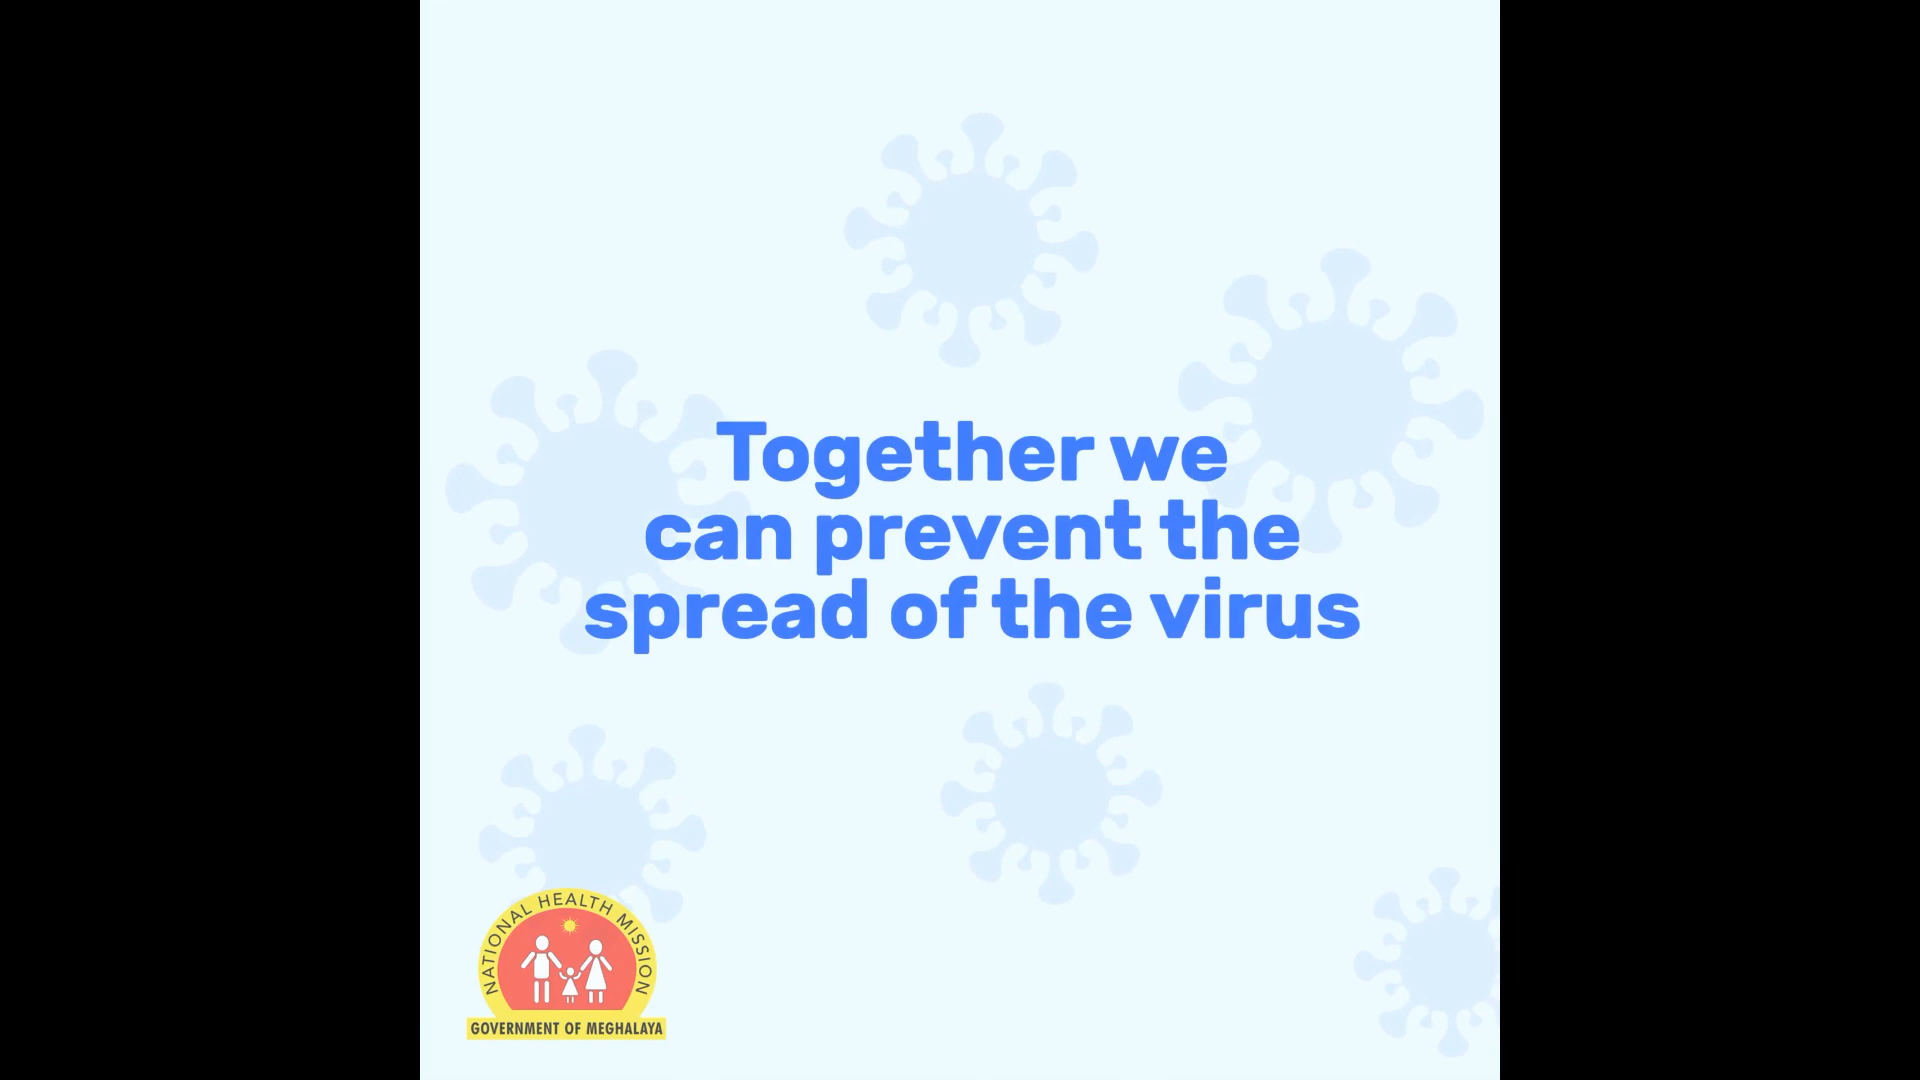 Together we
can prevent the
spread of the virus
NATIONAL HEALTH MISSION
GOVERNMENT OF MEGHALAYA